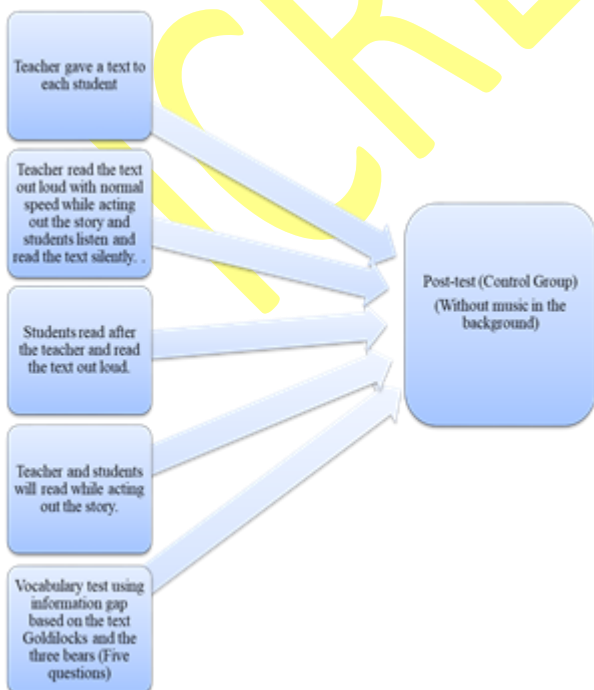 Teacher gave a text to
each student
Teacher read the text
out loud with normal
speed while acting
out the story and
students listen and
read the text silently. .
Students read after
the teacher and read
the text out loud.
Teacher and students
will read while acting
out the story.
Vocabulary test using
information gap
based on the text
Goldilocks and the
three bears (Five
questions)
Post-test (Control Group)
(Without music in the
background)